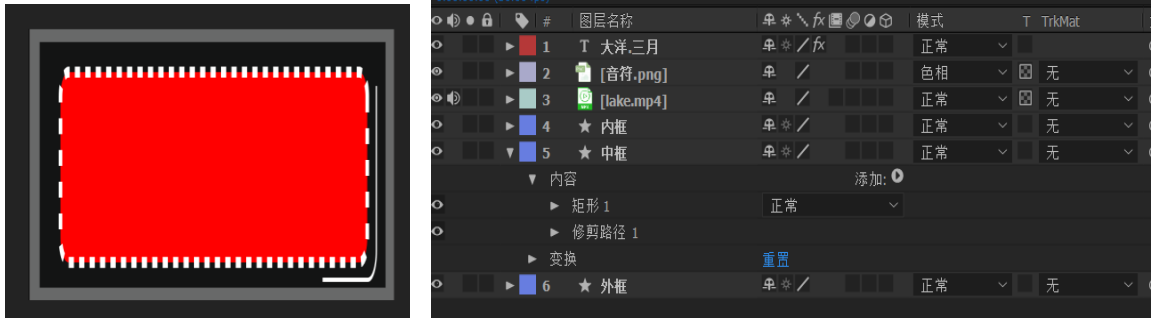 # 图层名称 fx 模式 T TrkMat
1 T 大洋.三月 fx 正常
2 [音符.png] 色相 无
3 [lake.mp4] 正常 无
4 内框 正常 无
5 中框 正常 无
内容 添加:
矩形 1 正常
修剪路径 1
变换 重置
6 外框 正常 无